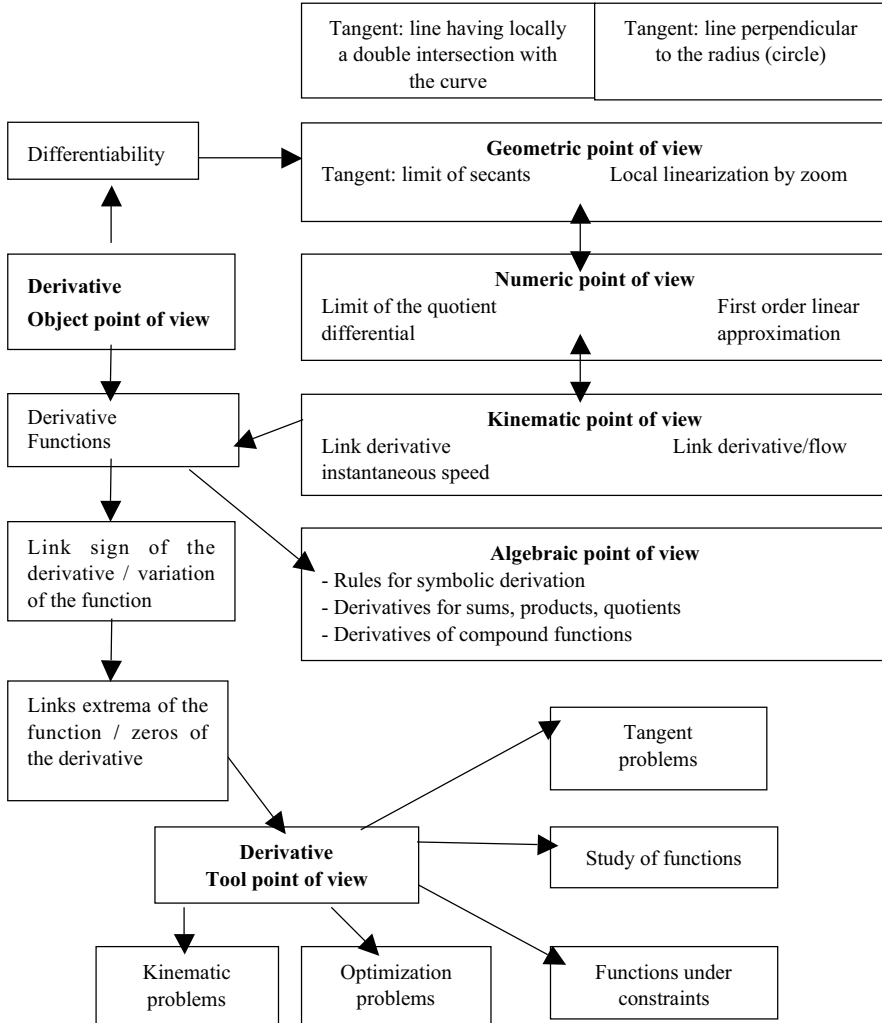 Tangent: line having locally
a double intersection with
the curve
Tangent: line perpendicular
to the radius (circle)
Differentiability
Geometric point of view
Tangent: limit of secants
Local linearization by zoom
Derivative
Object point of view
Numeric point of view
Limit of the quotient
differential
First order linear
approximation
Derivative
Functions
Kinematic point of view
Link derivative
instantaneous speed
Link derivative/flow
Link sign of the
derivative / variation
of the function
Algebraic point of view
- Rules for symbolic derivation
- Derivatives for sums, products, quotients
- Derivatives of compound functions
Links extrema of the
function / zeros of
the derivative
Tangent
problems
Derivative
Tool point of view
Study of functions
Kinematic
problems
Optimization
problems
Functions under
constraints